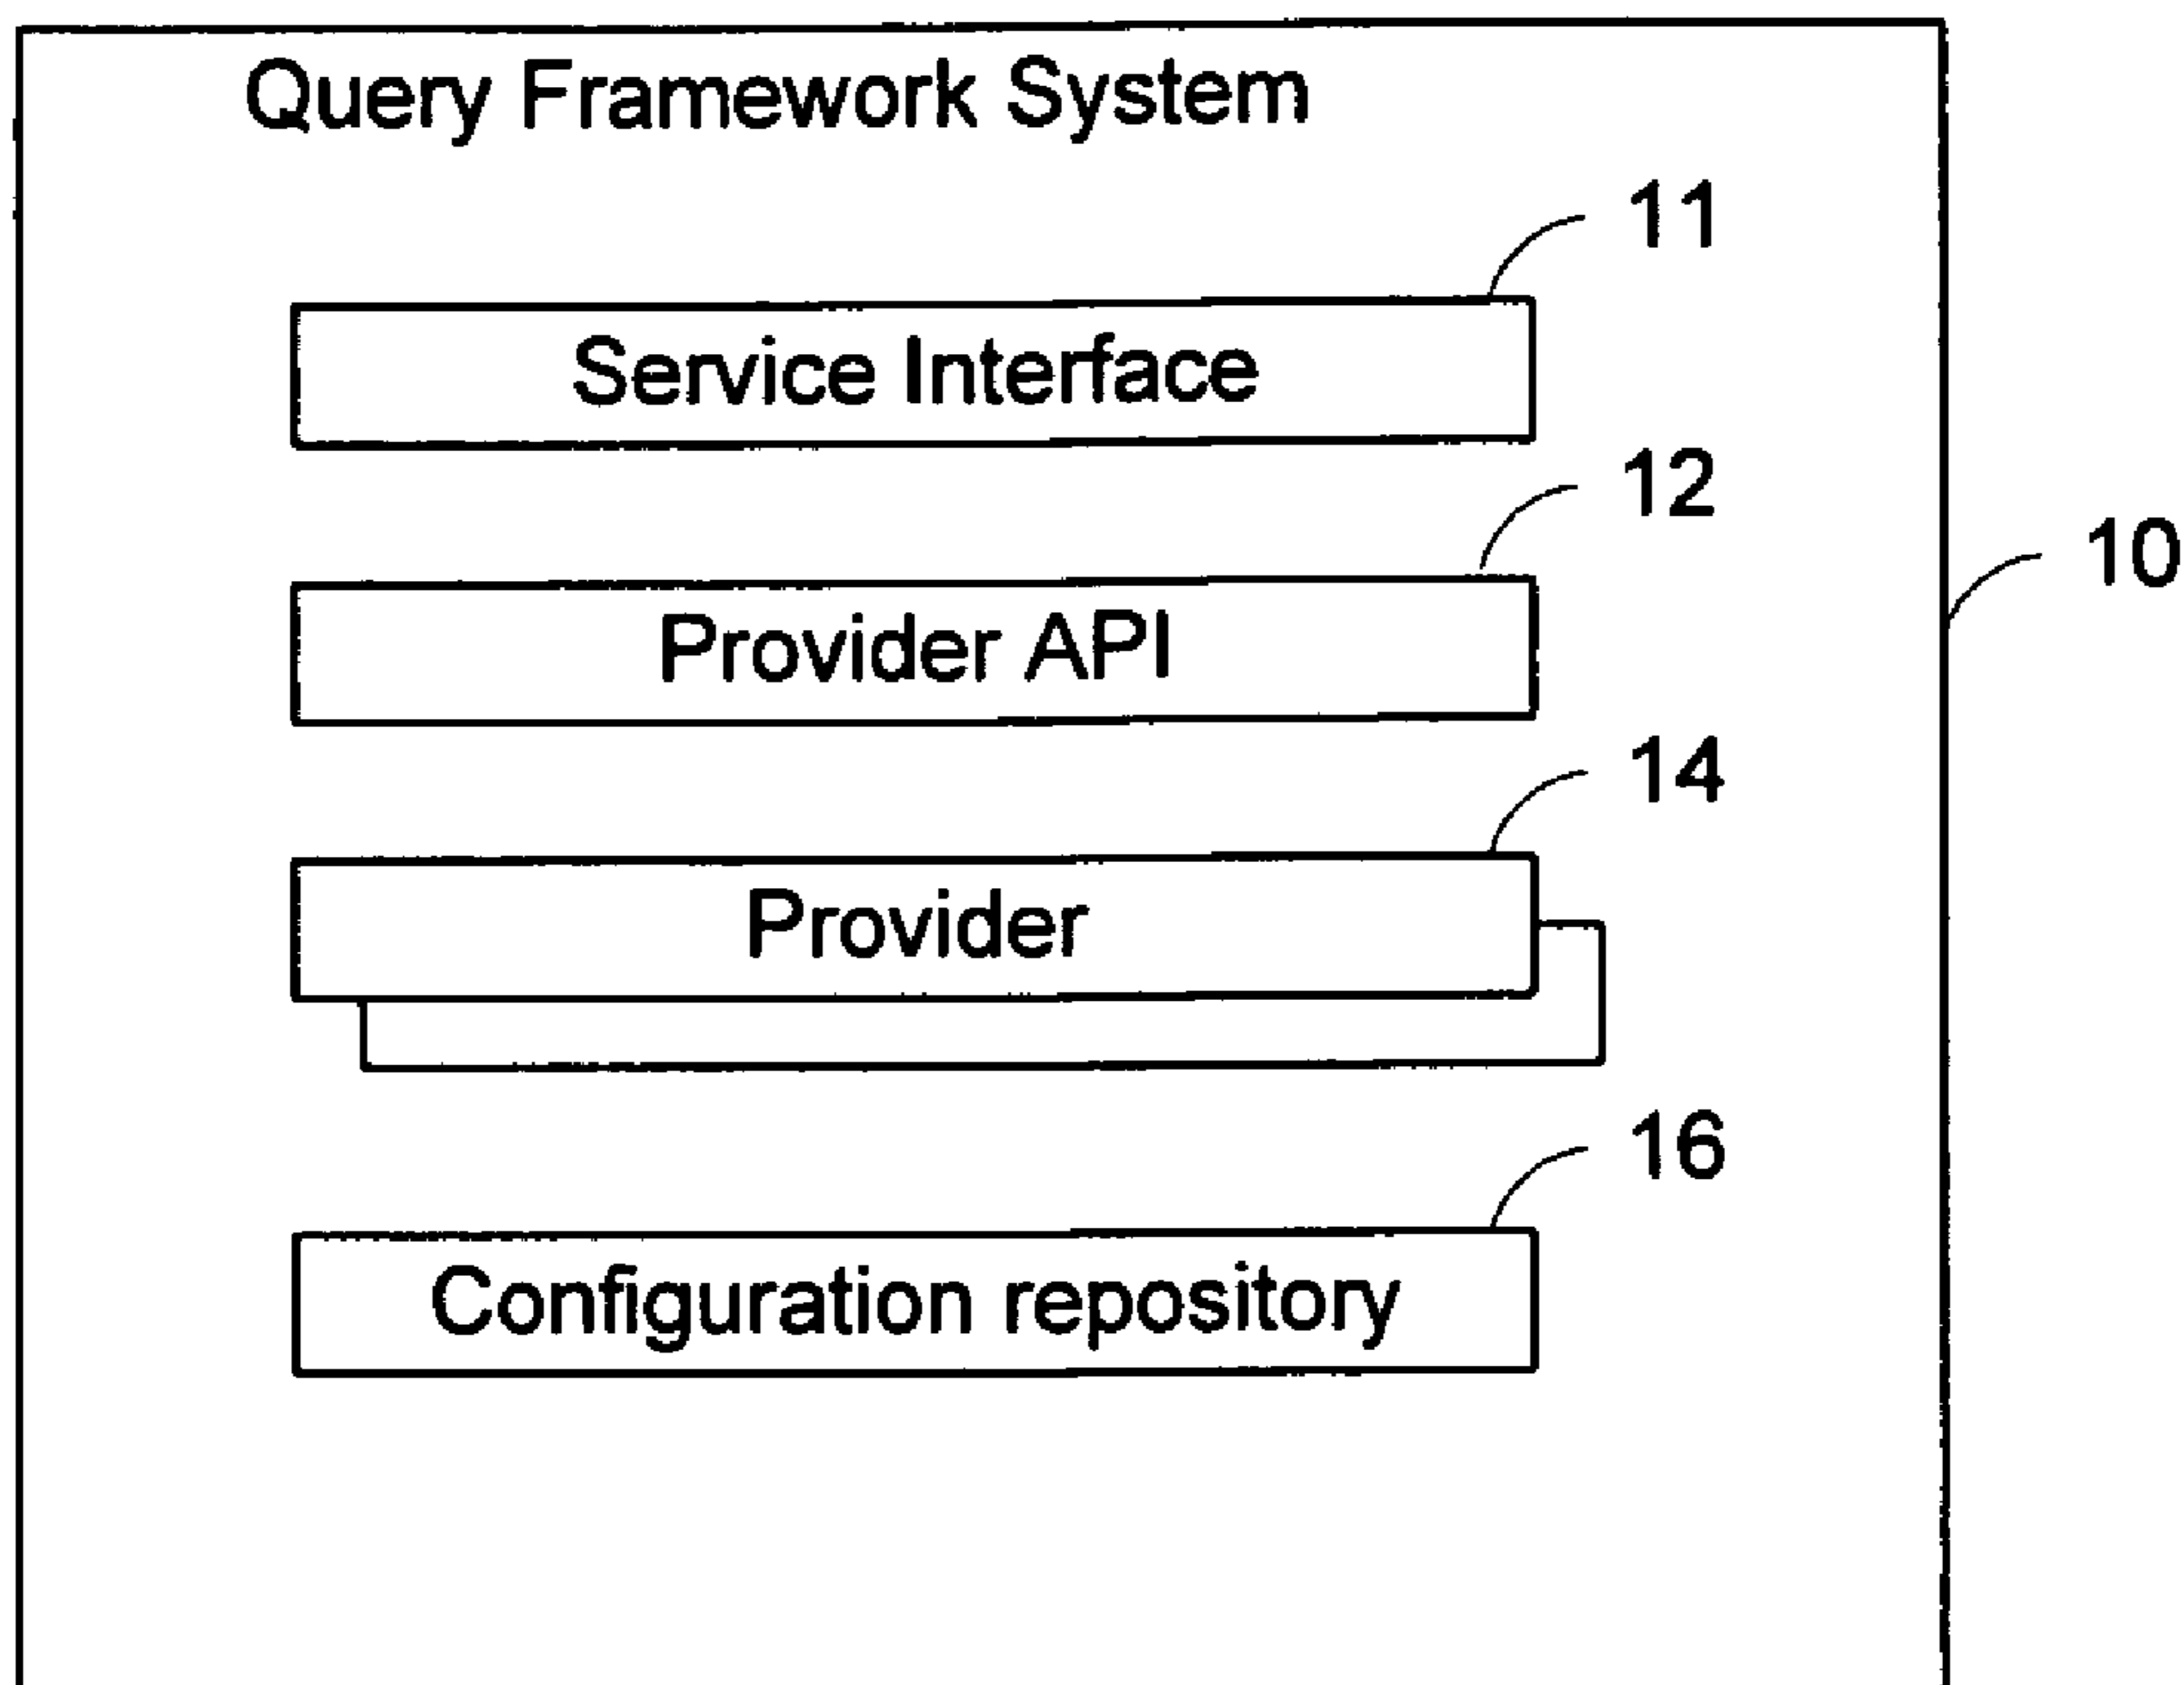 Query Framework System
11
Service Interface
12
10
Provider API
14
Provider
16
Configuration repository